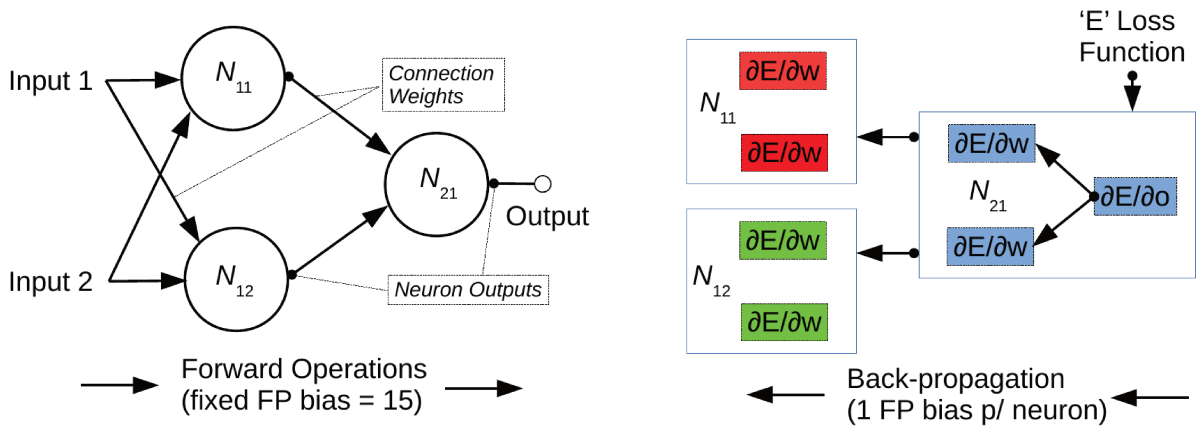 Input 1
N11
Connection
Weights
N21
Output
Input 2
N12
Neuron Outputs
Forward Operations
(fixed FP bias = 15)
‘E’ Loss
Function
N11
∂E/∂w
∂E/∂w
N12
∂E/∂w
∂E/∂w
∂E/∂w
N21
∂E/∂o
∂E/∂w
Back-propagation
(1 FP bias p/ neuron)